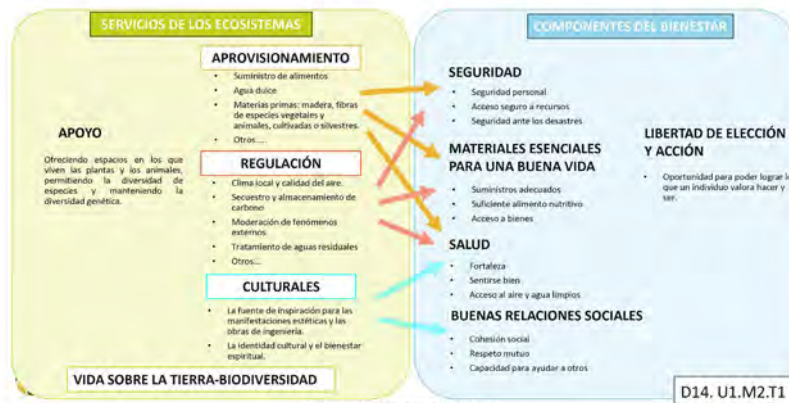 SERVICIOS DE LOS ECOSISTEMAS
APOYO
Ofreciendo espacios en los que
viven las plantas y los animales,
permitiendo la diversidad de
especies y manteniendo la
diversidad genética.
APROVISIONAMIENTO
• Suministro de alimentos
• Agua dulce
• Materias primas: madera, fibras
de especies vegetales y
animales, cultivadas o silvestres.
• Otros....
REGULACIÓN
• Clima local y calidad del aire.
• Secuestro y almacenamiento de
carbono
• Moderación de fenómenos
externos
• Tratamiento de aguas residuales
• Otros....
CULTURALES
• La fuente de inspiración para las
manifestaciones estéticas y las
obras de ingeniería.
• La identidad cultural y el bienestar
espiritual.
VIDA SOBRE LA TIERRA-BIODIVERSIDAD
COMPONENTES DEL BIENESTAR
SEGURIDAD
• Seguridad personal
• Acceso seguro a recursos
• Seguridad ante los desastres
MATERIALES ESENCIALES
PARA UNA BUENA VIDA
• Suministros adecuados
• Suficiente alimento nutritivo
• Acceso a bienes
SALUD
• Fortaleza
• Sentirse bien
• Acceso al aire y agua limpios
BUENAS RELACIONES SOCIALES
• Cohesión social
• Respeto mutuo
• Capacidad para ayudar a otros
LIBERTAD DE ELECCIÓN
Y ACCIÓN
• Oportunidad para poder lograr
que un individuo valora hacer y
ser.
D14. U1.M2.T1